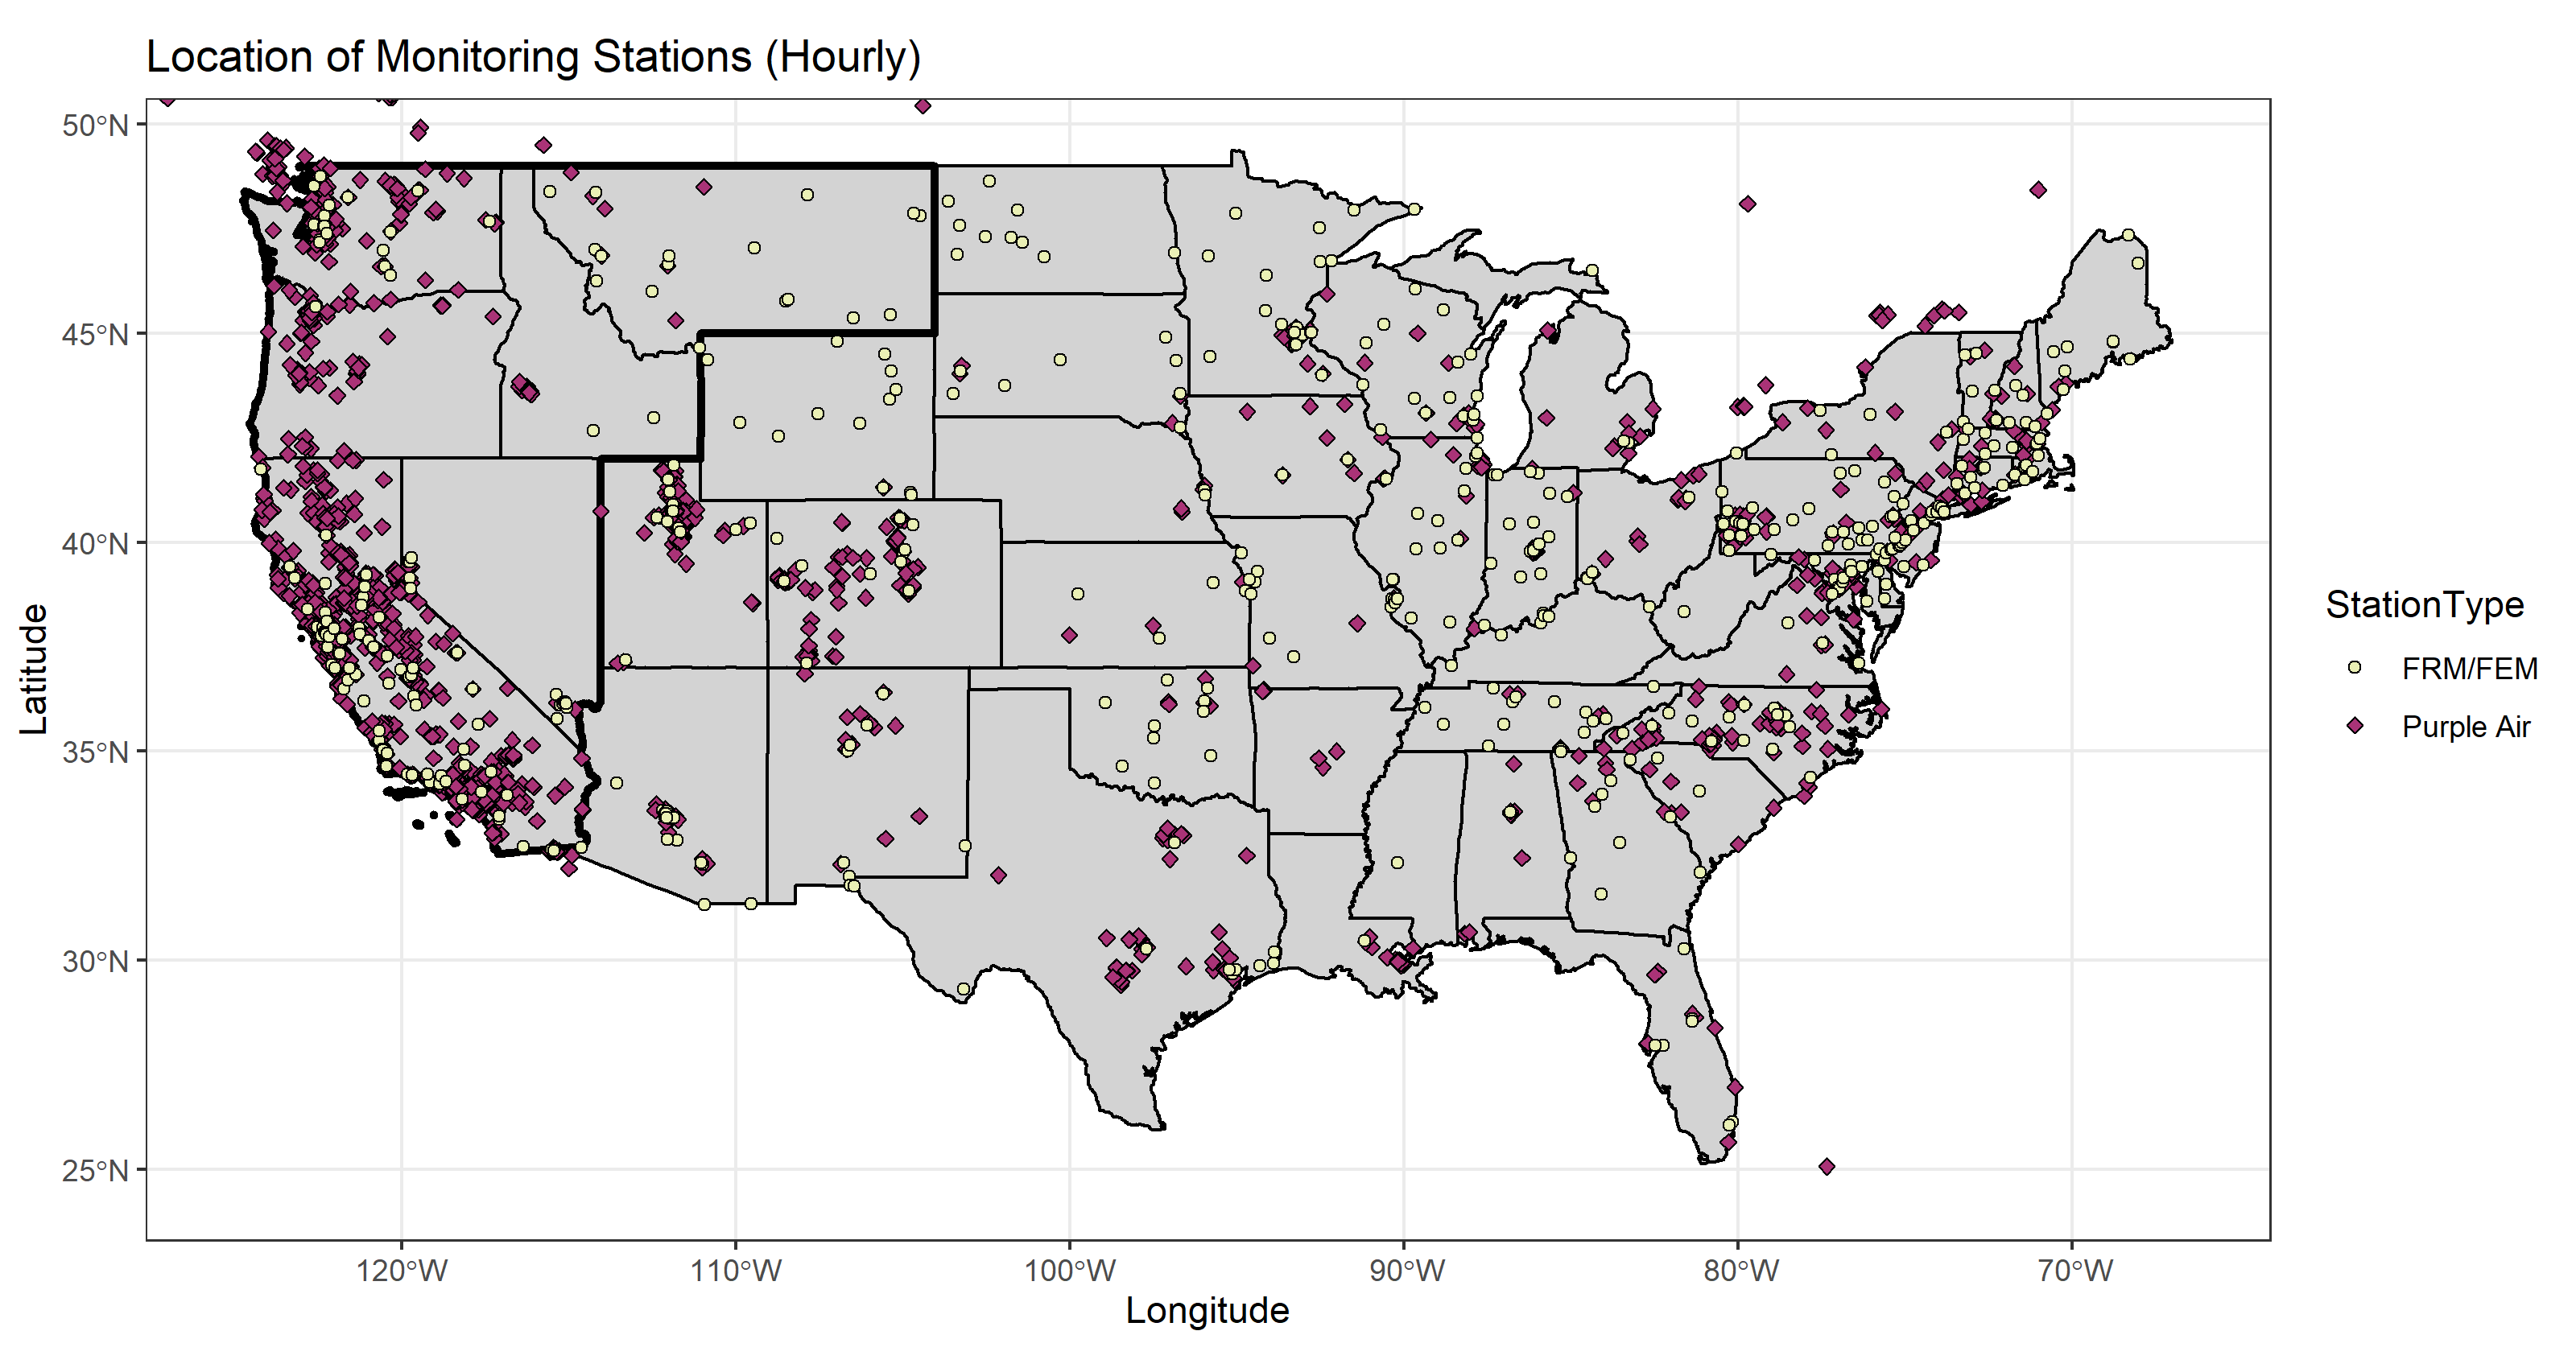 Location of Monitoring Stations (Hourly)
50°N
45°N
40°N
35°N
30°N
25°N
Latitude
120°W
110°W
100°W
90°W
80°W
70°W
Longitude
StationType
FRM/FEM
Purple Air